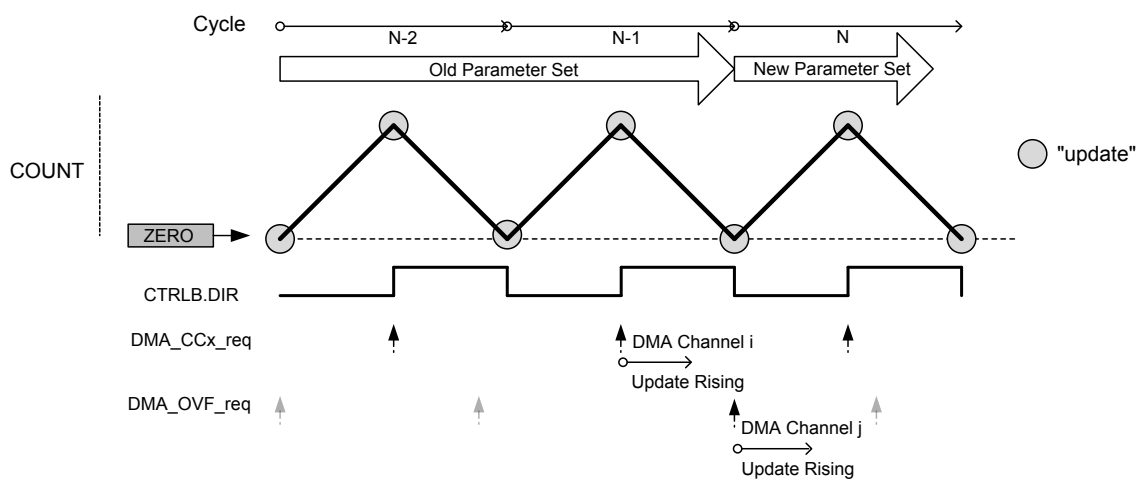 Cycle
N-2
N-1
N
Old Parameter Set
New Parameter Set
COUNT
"update"
ZERO
CTRLB.DIR
DMA_CCx_req
DMA Channel i
Update Rising
DMA_OVF_req
DMA Channel j
Update Rising